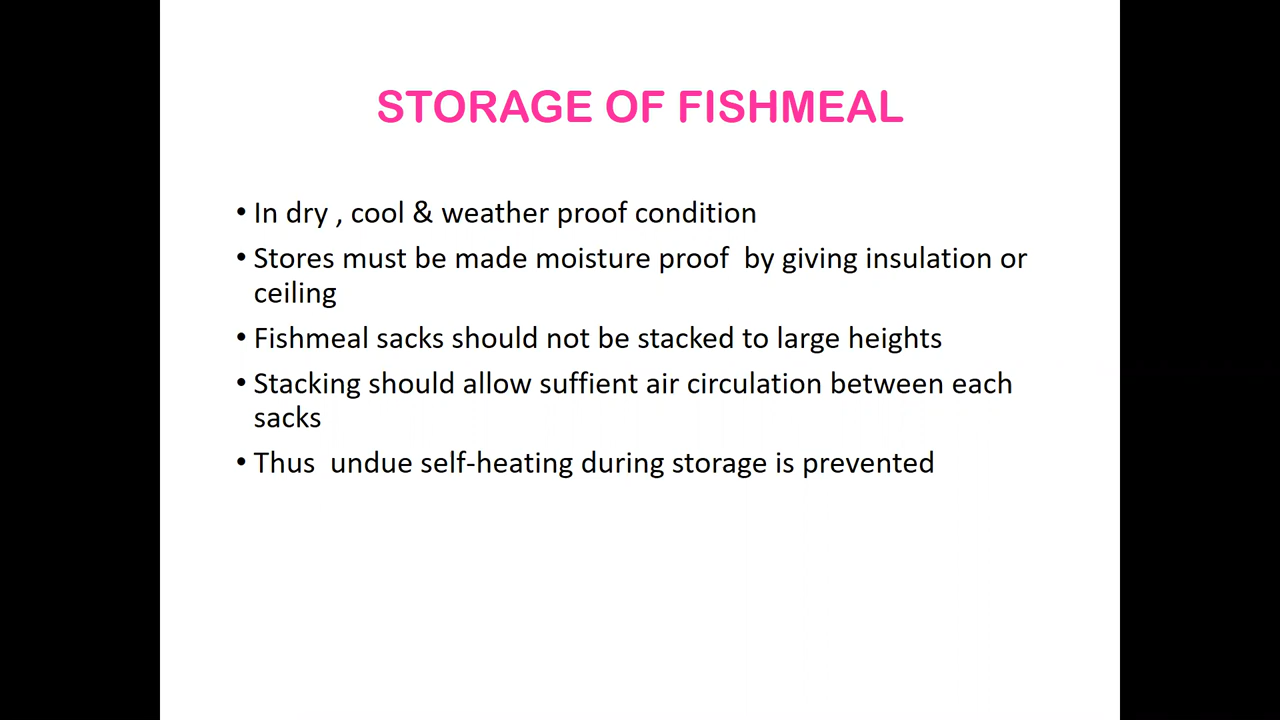 STORAGE OF FISHMEAL
• In dry , cool & weather proof condition
• Stores must be made moisture proof  by giving insulation or
ceiling
• Fishmeal sacks should not be stacked to large heights
• Stacking should allow suffient air circulation between each
sacks
• Thus  undue self-heating during storage is prevented